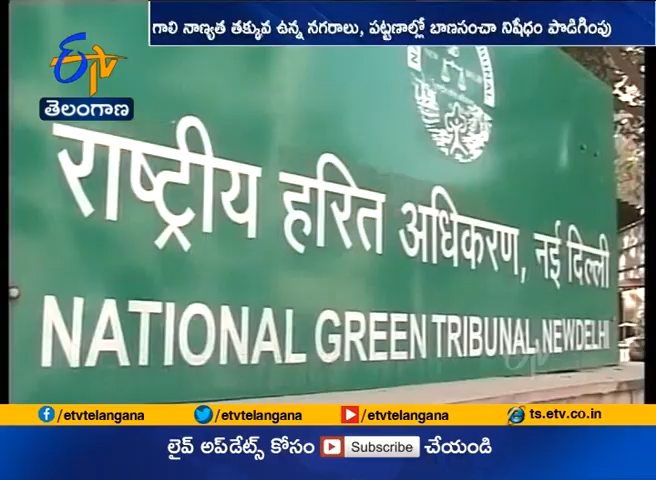 గాలి నాణ్యత తక్కువ ఉన్న నగరాలు, పట్టణాల్లో బాణసంచా నిషేధం పొడిగింపు
ETV
తెలంగాణ
राष्ट्रीय हरित अधिकरण, नई दिल्ली
NATIONAL GREEN TRIBUNAL, NEWDELHI
/etvtelangana /etvtelangana /etvtelangana ts.etv.co.in
లైవ్ అప్‌డేట్స్ కోసం Subscribe చేయండి